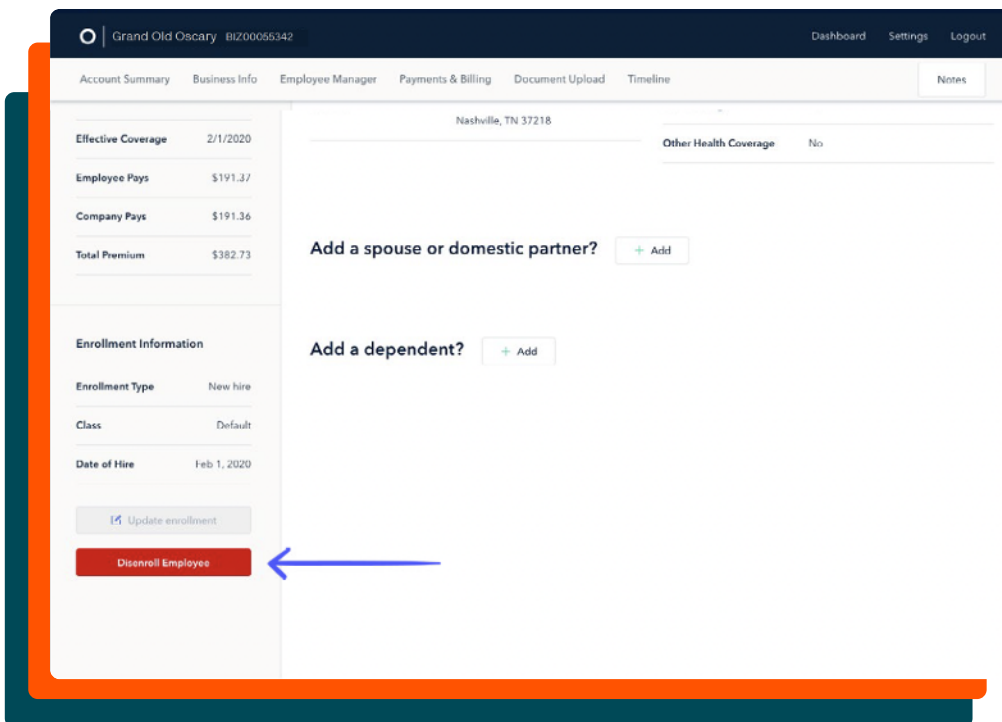 Grand Old Oscary BIZ00055342
Dashboard Settings Logout
Account Summary Business Info Employee Manager Payments & Billing Document Upload Timeline
Notes
Effective Coverage 2/1/2020
Employee Pays $191.37
Company Pays $191.36
Total Premium $382.73
Enrollment Information
Enrollment Type New hire
Class Default
Date of Hire Feb 1, 2020
Update enrollment
Disenroll Employee
Nashville, TN 37218
Other Health Coverage No
Add a spouse or domestic partner? + Add
Add a dependent? + Add